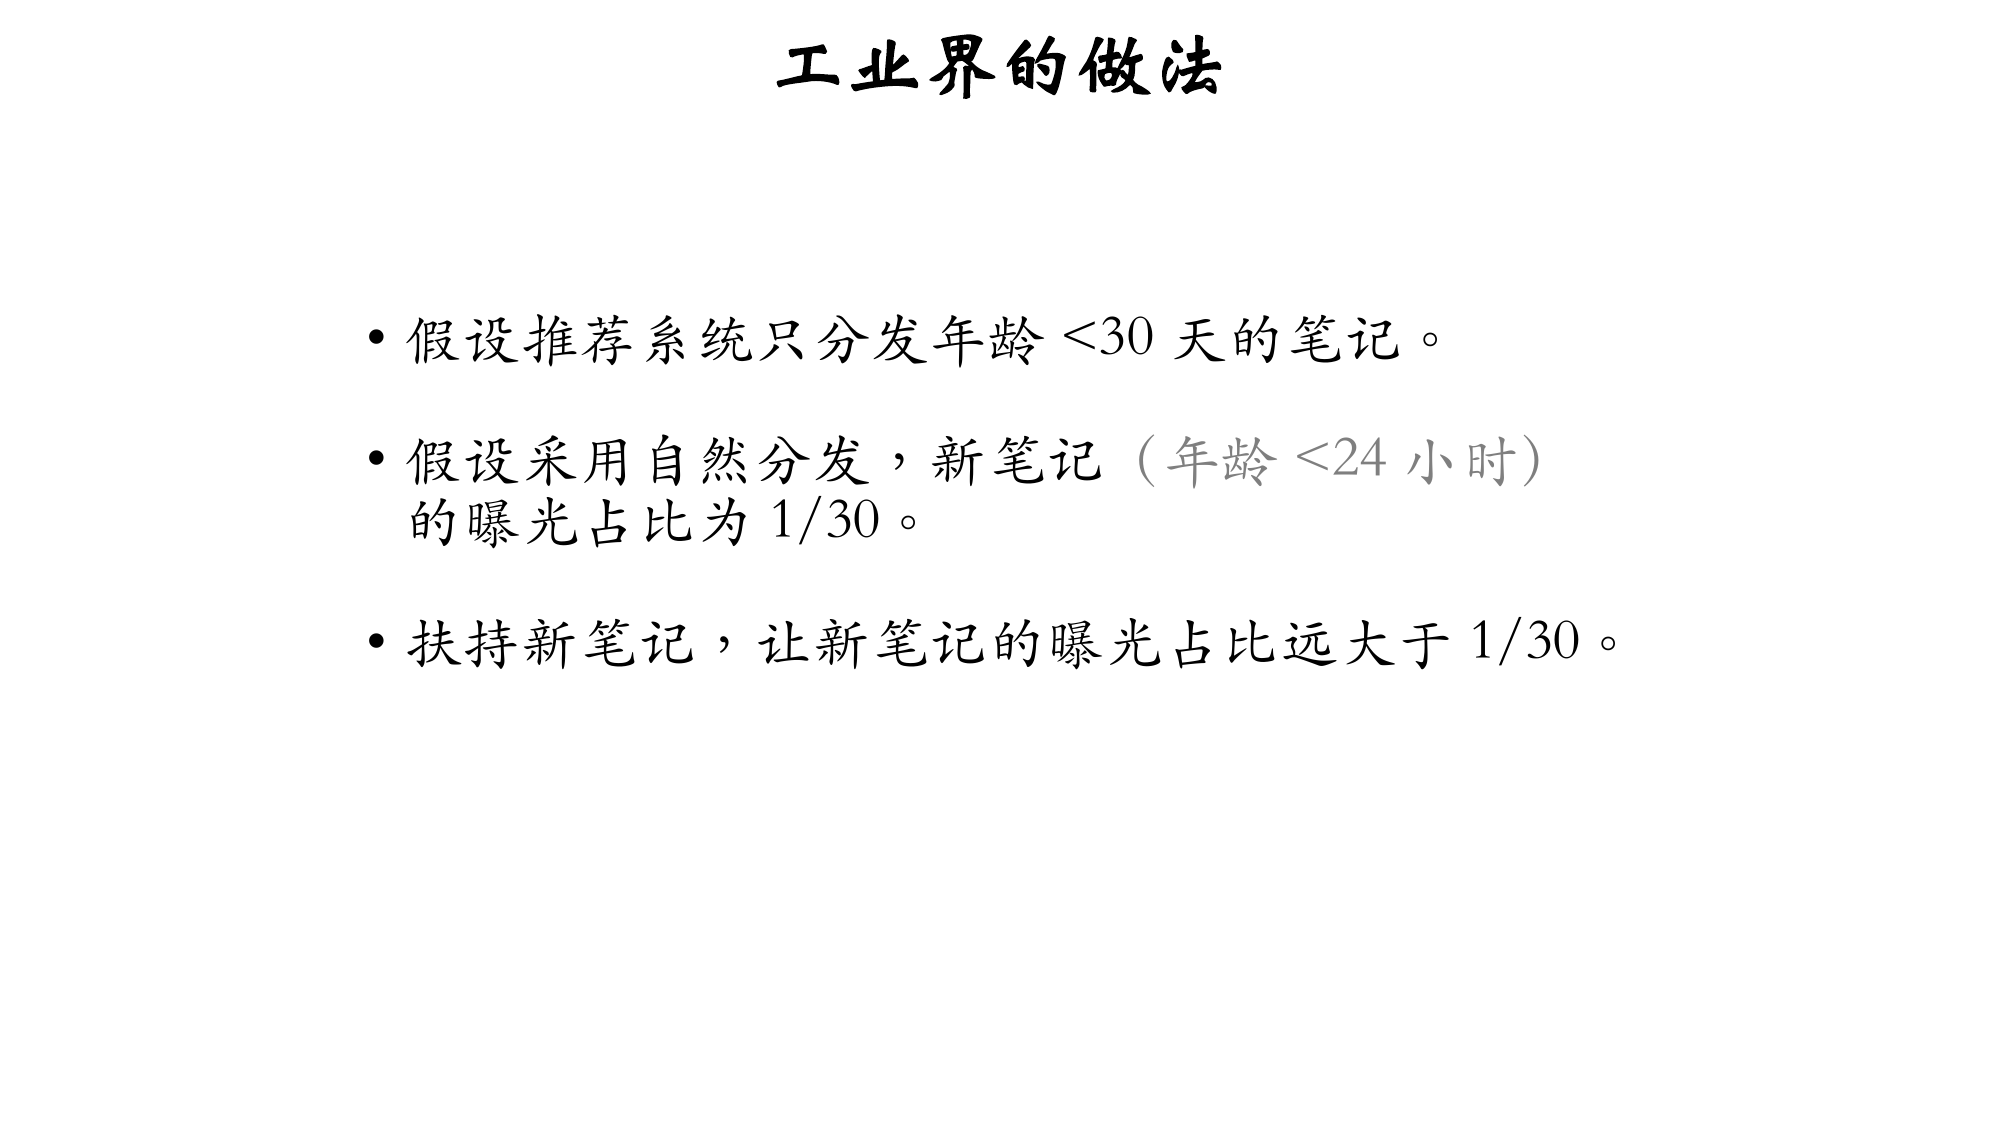 工业界的做法
• 假设推荐系统只分发年龄 <30 天的笔记。
• 假设采用自然分发，新笔记（年龄 <24 小时）
的曝光占比为 1/30。
• 扶持新笔记，让新笔记的曝光占比远大于 1/30。